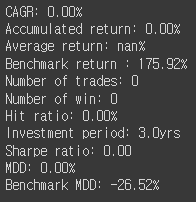 CAGR: 0.00%
Accumulated return: 0.00%
Average return: nan%
Benchmark return : 175.92%
Number of trades: 0
Number of win: 0
Hit ratio: 0.00%
Investment period: 3.0yrs
Sharpe ratio: 0.00
MDD: 0.00%
Benchmark MDD: -26.52%